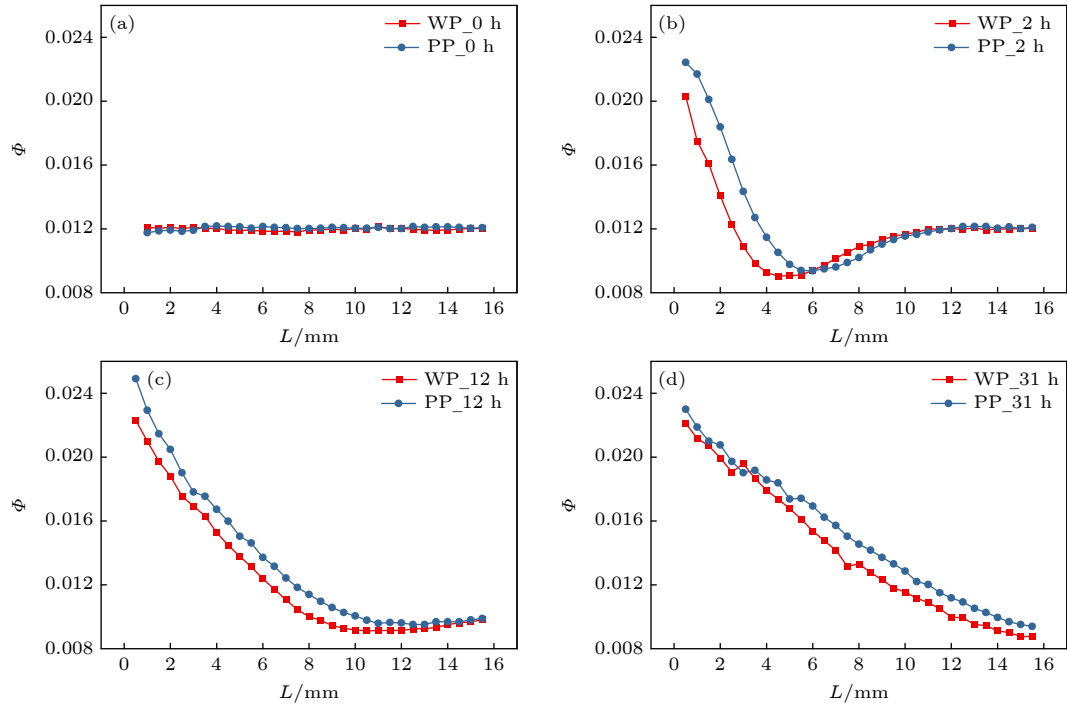 (a)
WP_0 h
PP_0 h
0.024
0.020
0.016
0.012
0.008
Φ
0 2 4 6 8 10 12 14 16
L/mm
(b)
WP_2 h
PP_2 h
0.024
0.020
0.016
0.012
0.008
Φ
0 2 4 6 8 10 12 14 16
L/mm
(c)
WP_12 h
PP_12 h
0.024
0.020
0.016
0.012
0.008
Φ
0 2 4 6 8 10 12 14 16
L/mm
(d)
WP_31 h
PP_31 h
0.024
0.020
0.016
0.012
0.008
Φ
0 2 4 6 8 10 12 14 16
L/mm